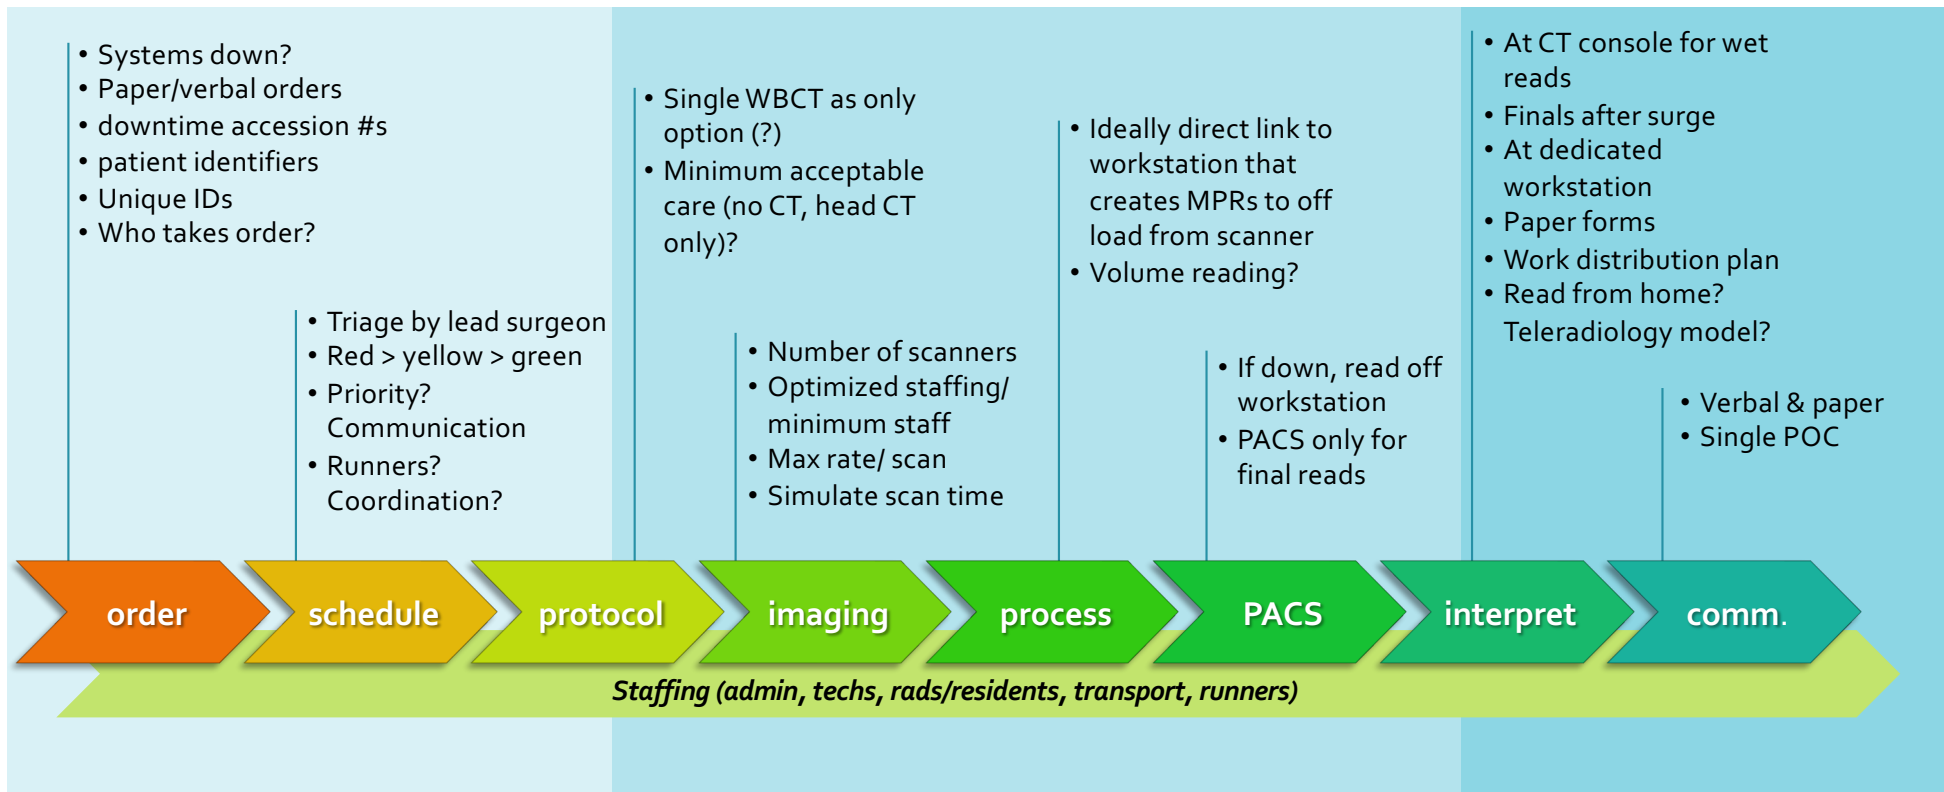 • Systems down?
• Paper/verbal orders
• downtime accession #s
• patient identifiers
• Unique IDs
• Who takes order?
• Triage by lead surgeon
• Red > yellow > green
• Priority?
Communication
• Runners?
Coordination?
• Single WBCT as only
option (?)
• Minimum acceptable
care (no CT, head CT
only)?
• Number of scanners
• Optimized staffing/
minimum staff
• Max rate/ scan
• Simulate scan time
• Ideally direct link to
workstation that
creates MPRs to off
load from scanner
• Volume reading?
• If down, read off
workstation
• PACS only for
final reads
• At CT console for wet
reads
• Finals after surge
• At dedicated
workstation
• Paper forms
• Work distribution plan
• Read from home?
Teleradiology model?
• Verbal & paper
• Single POC
order
schedule
protocol
imaging
process
PACS
interpret
comm.
Staffing (admin, techs, rads/residents, transport, runners)